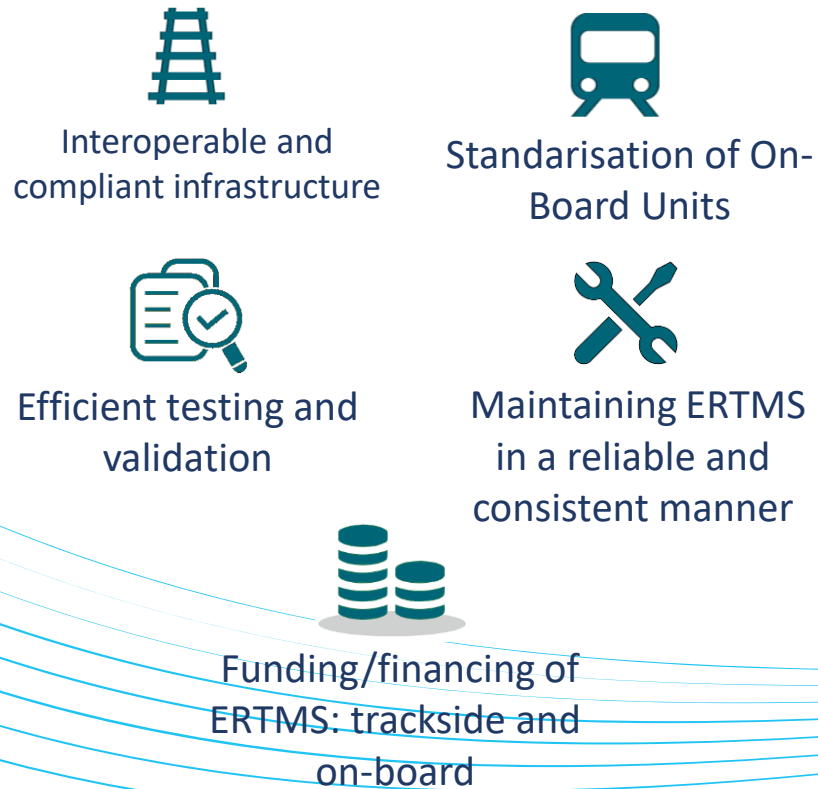 Interoperable and
compliant infrastructure
Standarisation of On-
Board Units
Efficient testing and
validation
Maintaining ERTMS
in a reliable and
consistent manner
Funding/financing of
ERTMS: trackside and
on-board